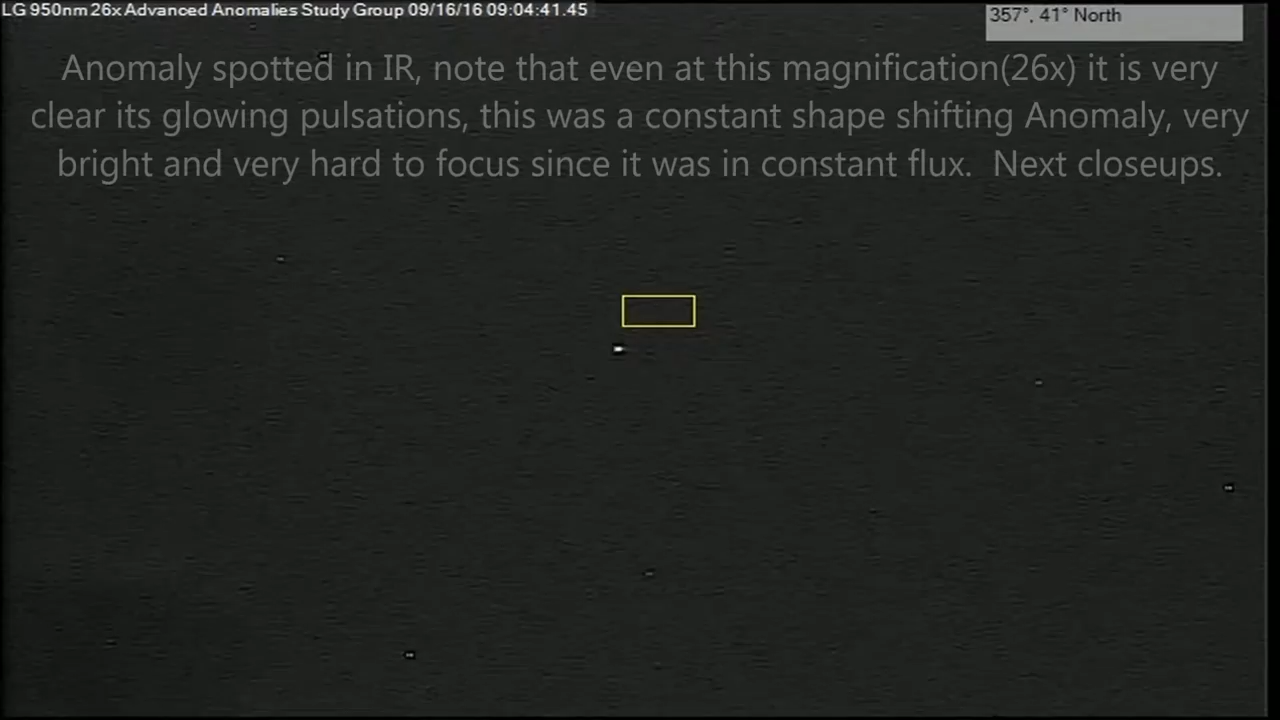 LG 950nm 26x Advanced Anomalies Study Group 09/16/16 09:04:41.45
357°, 41° North
Anomaly spotted in IR, note that even at this magnification(26x) it is very
clear its glowing pulsations, this was a constant shape shifting Anomaly, very
bright and very hard to focus since it was in constant flux.  Next closeups.